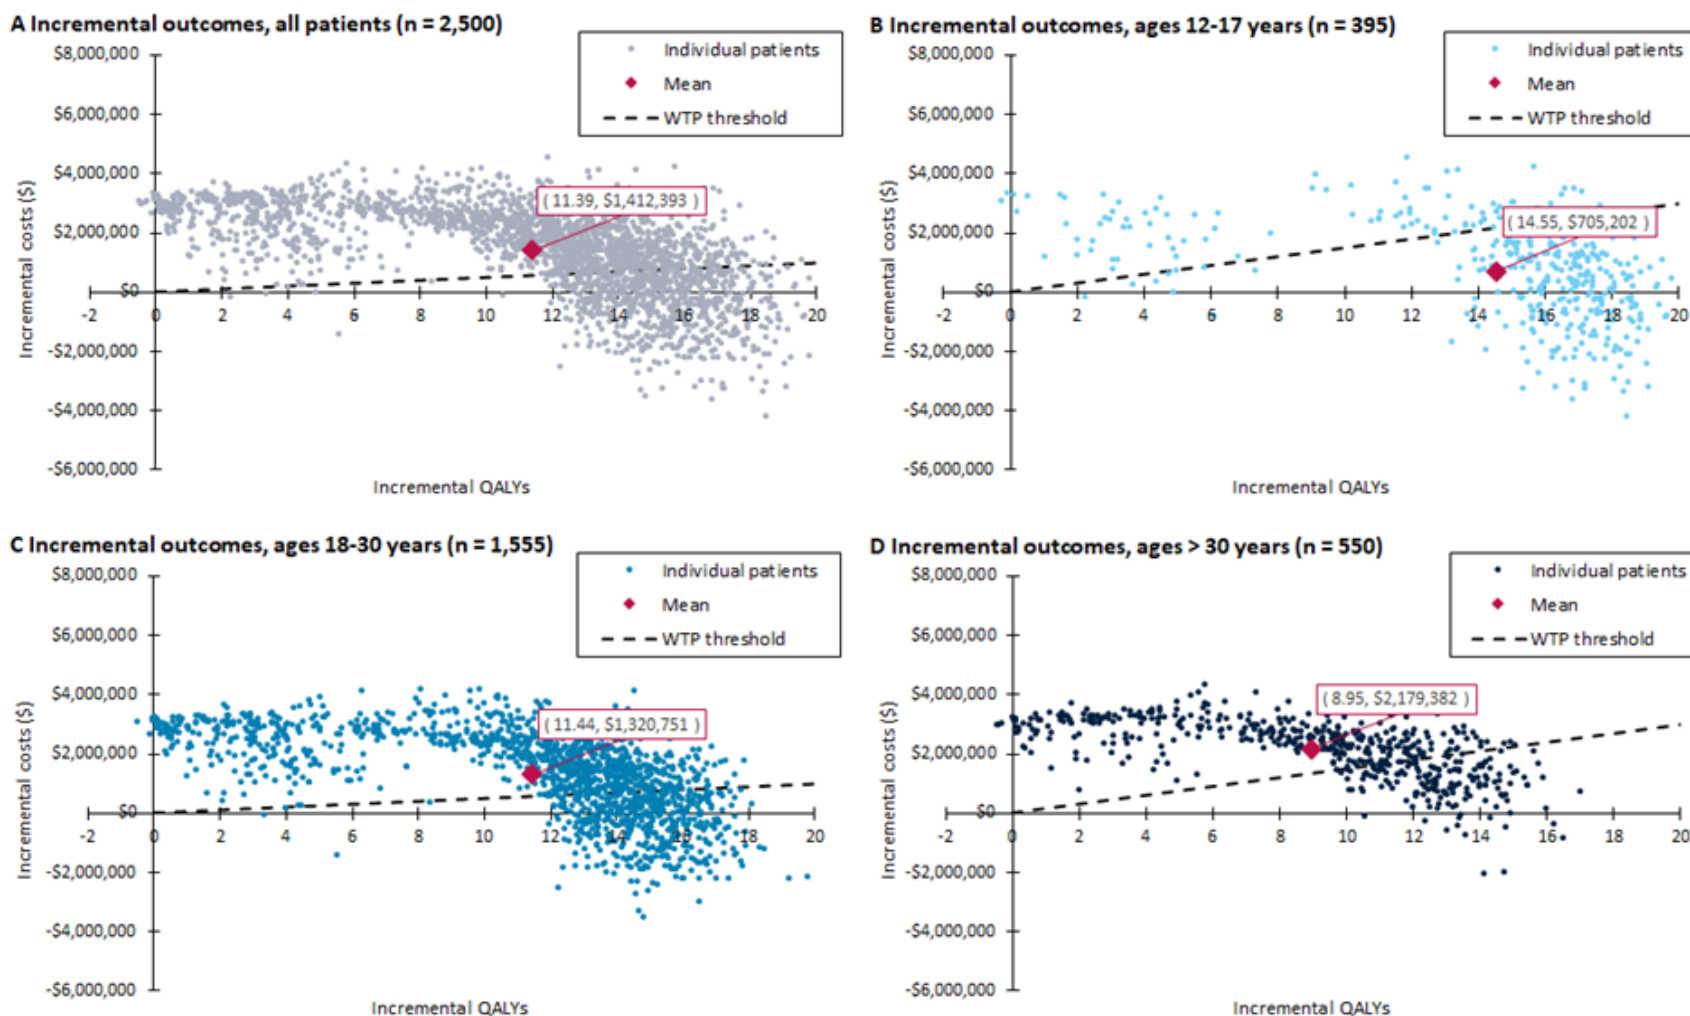 A Incremental outcomes, all patients (n = 2,500)
Individual patients
Mean
WTP threshold
$8,000,000
$6,000,000
$4,000,000
$2,000,000
$0
-$2,000,000
-$4,000,000
-$6,000,000
Incremental costs ($)
( 11.39, $1,412,393 )
-2 0 2 4 6 8 10 12 14 16 18 20
Incremental QALYs
B Incremental outcomes, ages 12-17 years (n = 395)
Individual patients
Mean
WTP threshold
$8,000,000
$6,000,000
$4,000,000
$2,000,000
$0
-$2,000,000
-$4,000,000
-$6,000,000
Incremental costs ($)
( 14.55, $705,202 )
-2 0 2 4 6 8 10 12 14 16 18 20
Incremental QALYs
C Incremental outcomes, ages 18-30 years (n = 1,555)
Individual patients
Mean
WTP threshold
$8,000,000
$6,000,000
$4,000,000
$2,000,000
$0
-$2,000,000
-$4,000,000
-$6,000,000
Incremental costs ($)
( 11.44, $1,320,751 )
-2 0 2 4 6 8 10 12 14 16 18 20
Incremental QALYs
D Incremental outcomes, ages > 30 years (n = 550)
Individual patients
Mean
WTP threshold
$8,000,000
$6,000,000
$4,000,000
$2,000,000
$0
-$2,000,000
-$4,000,000
-$6,000,000
Incremental costs ($)
( 8.95, $2,179,382 )
-2 0 2 4 6 8 10 12 14 16 18 20
Incremental QALYs